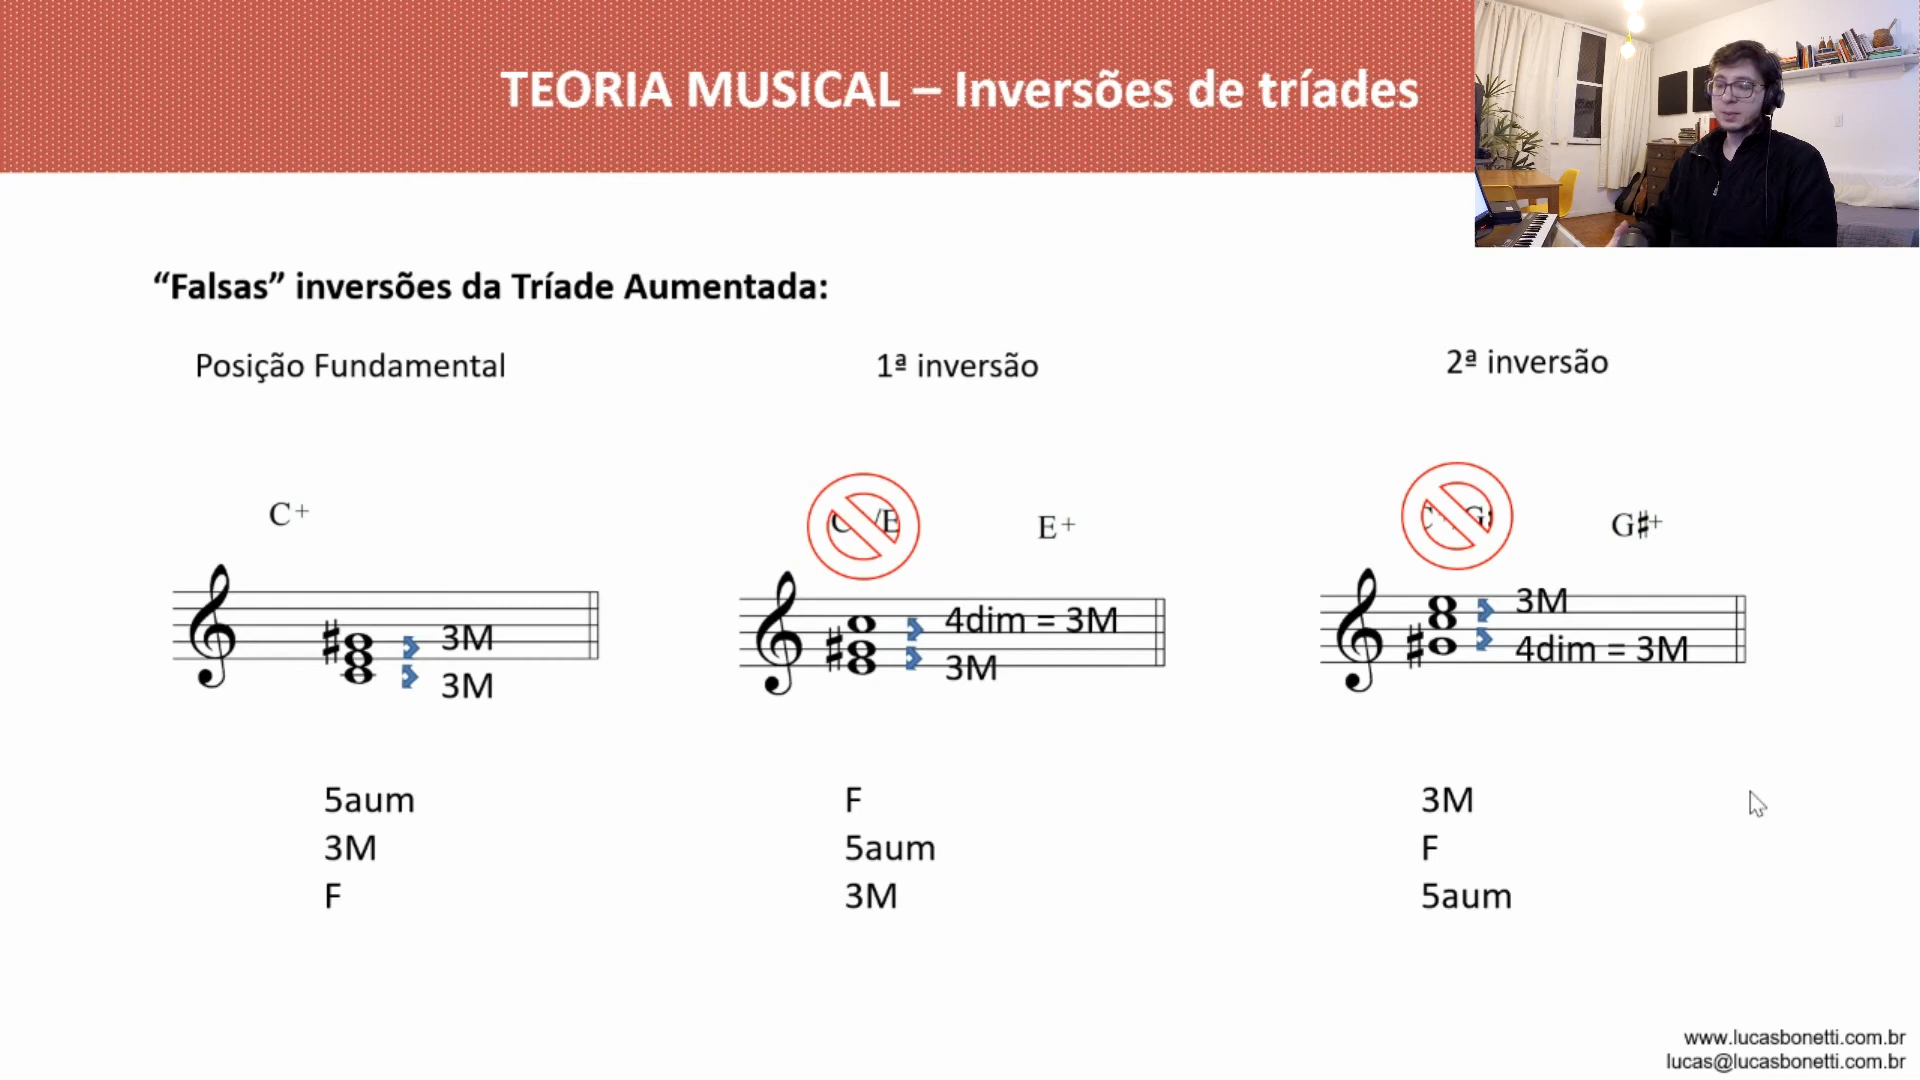 TEORIA MUSICAL – Inversões de tríades
“Falsas” inversões da Tríade Aumentada:
Posição Fundamental
1ª inversão
2ª inversão
C+
/E
E+
G♯+
3M
3M
4dim = 3M
3M
3M
4dim = 3M
5aum
3M
F
F
5aum
3M
3M
F
5aum
www.lucasbonetti.com.br
lucas@lucasbonetti.com.br